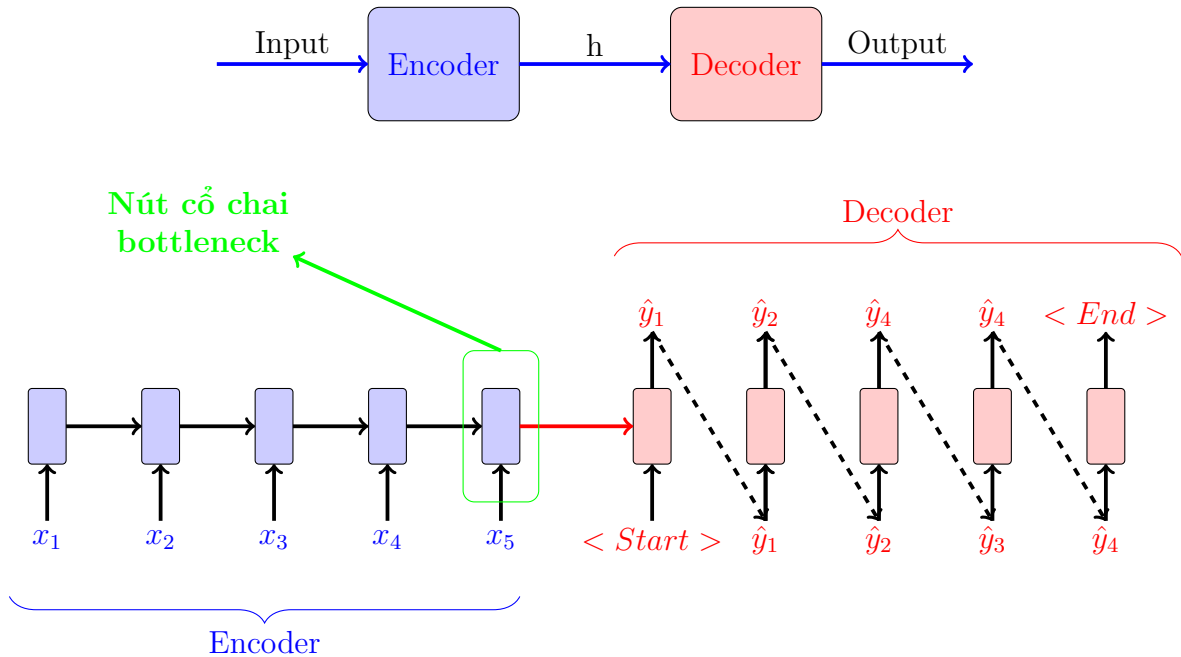 Input
Encoder
h
Decoder
Output
Nút cổ chai
bottleneck
Decoder
ŷ₁ ŷ₂ ŷ₄ ŷ₄ < End >
x₁ x₂ x₃ x₄ x₅ < Start > ŷ₁ ŷ₂ ŷ₃ ŷ₄
Encoder